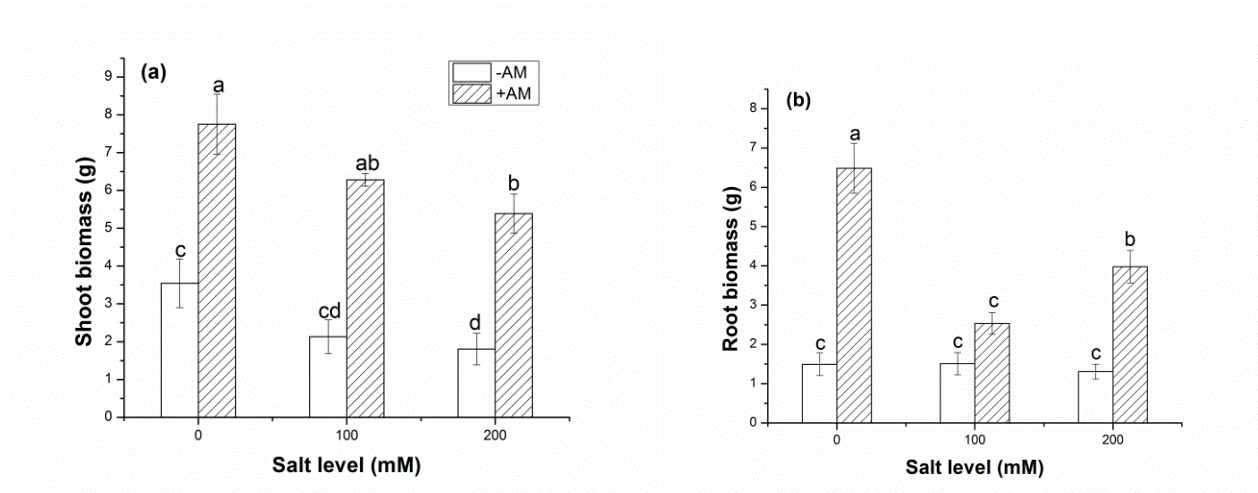 (a)
-AM
+AM
Shoot biomass (g)
9
8
7
6
5
4
3
2
1
0
c
a
cd
ab
d
b
0 100 200
Salt level (mM)
(b)
Root biomass (g)
8
7
6
5
4
3
2
1
0
c
a
c
c
c
b
0 100 200
Salt level (mM)